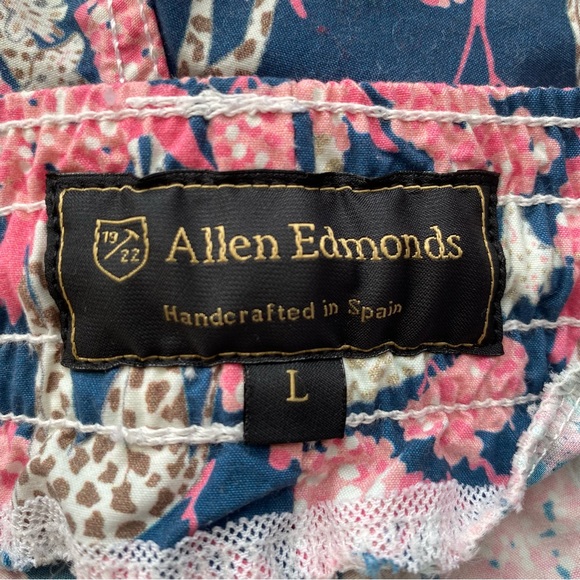 19
22
Allen Edmonds
Handcrafted in Spain
L